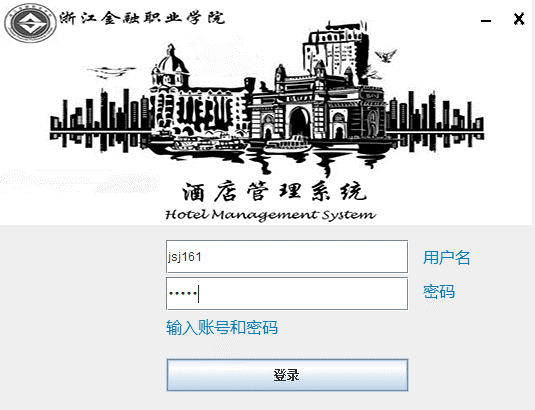 浙江金融职业学院
酒店管理系统
Hotel Management System
jsj161
用户名
•••••
密码
输入账号和密码
登录